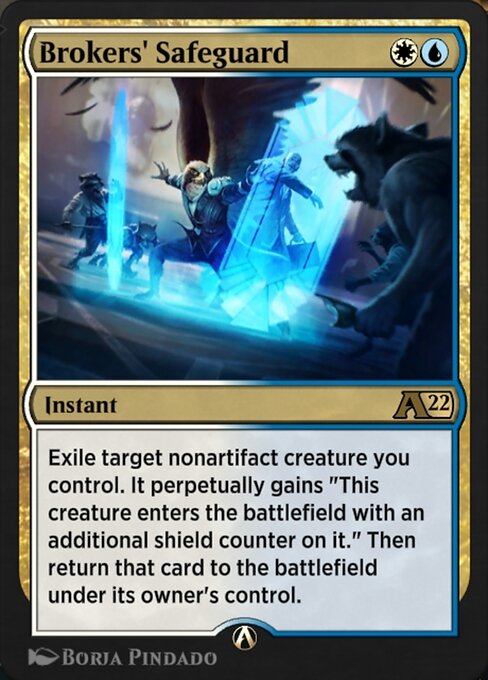 Brokers' Safeguard
Instant
A22
Exile target nonartifact creature you
control. It perpetually gains "This
creature enters the battlefield with an
additional shield counter on it." Then
return that card to the battlefield
under its owner's control.
Borja Pindado